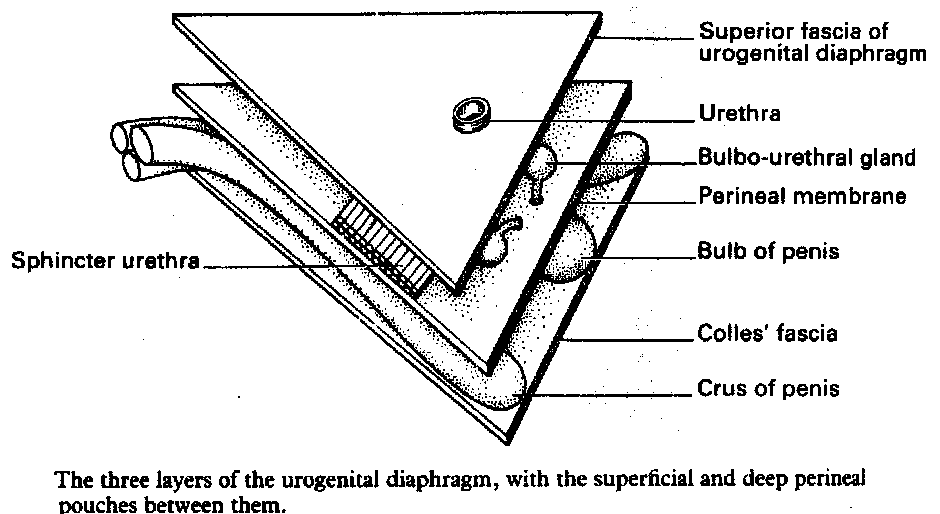 Superior fascia of
urogenital diaphragm
Urethra
Bulbo-urethral gland
Perineal membrane
Sphincter urethra
Bulb of penis
Colles' fascia
Crus of penis
The three layers of the urogenital diaphragm, with the superficial and deep perineal
pouches between them.